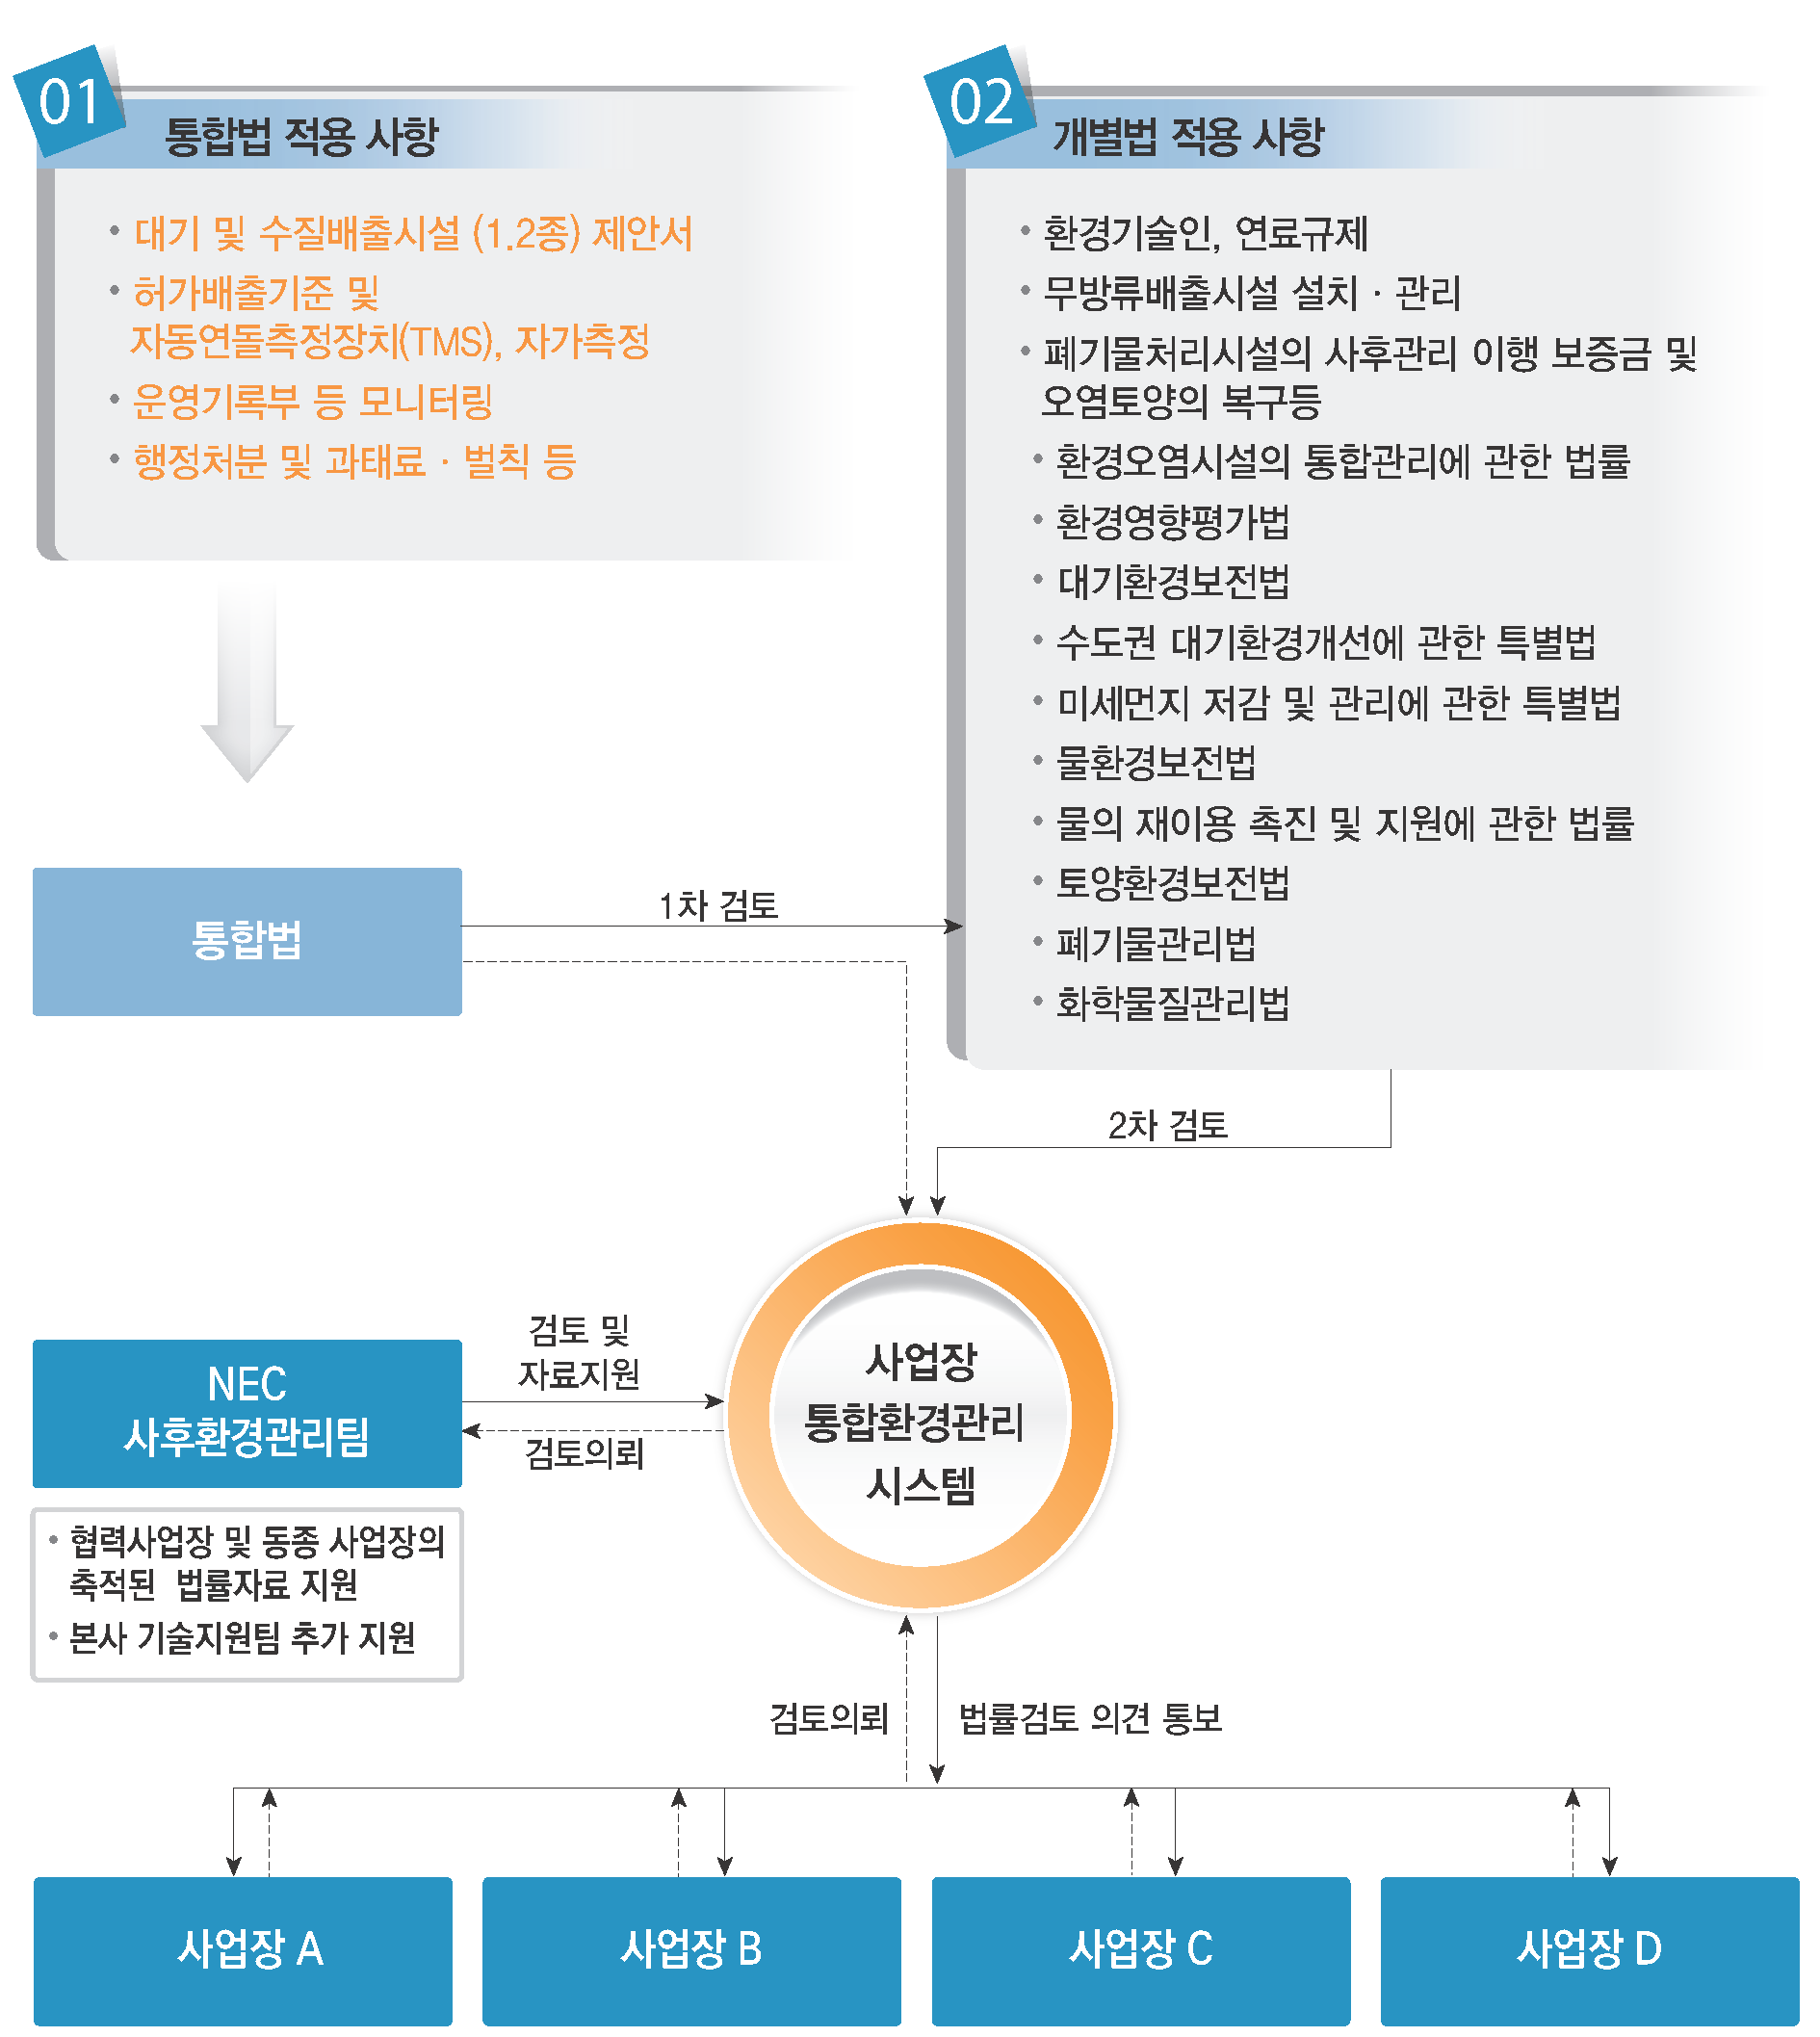 01
통합법 적용 사항
• 대기 및 수질배출시설 (1.2종) 제안서
• 허가배출기준 및
자동연돌측정장치(TMS), 자가측정
• 운영기록부 등 모니터링
• 행정처분 및 과태료 · 벌칙 등
02
개별법 적용 사항
• 환경기술인, 연료규제
• 무방류배출시설 설치 · 관리
• 폐기물처리시설의 사후관리 이행 보증금 및
오염토양의 복구등
• 환경오염시설의 통합관리에 관한 법률
• 환경영향평가법
• 대기환경보전법
• 수도권 대기환경개선에 관한 특별법
• 미세먼지 저감 및 관리에 관한 특별법
• 물환경보전법
• 물의 재이용 촉진 및 지원에 관한 법률
• 토양환경보전법
• 폐기물관리법
• 화학물질관리법
통합법
1차 검토
2차 검토
NEC
사후환경관리팀
검토 및
자료지원
검토의뢰
사업장
통합환경관리
시스템
• 협력사업장 및 동종 사업장의
축적된 법률자료 지원
• 본사 기술지원팀 추가 지원
검토의뢰
법률검토 의견 통보
사업장 A
사업장 B
사업장 C
사업장 D